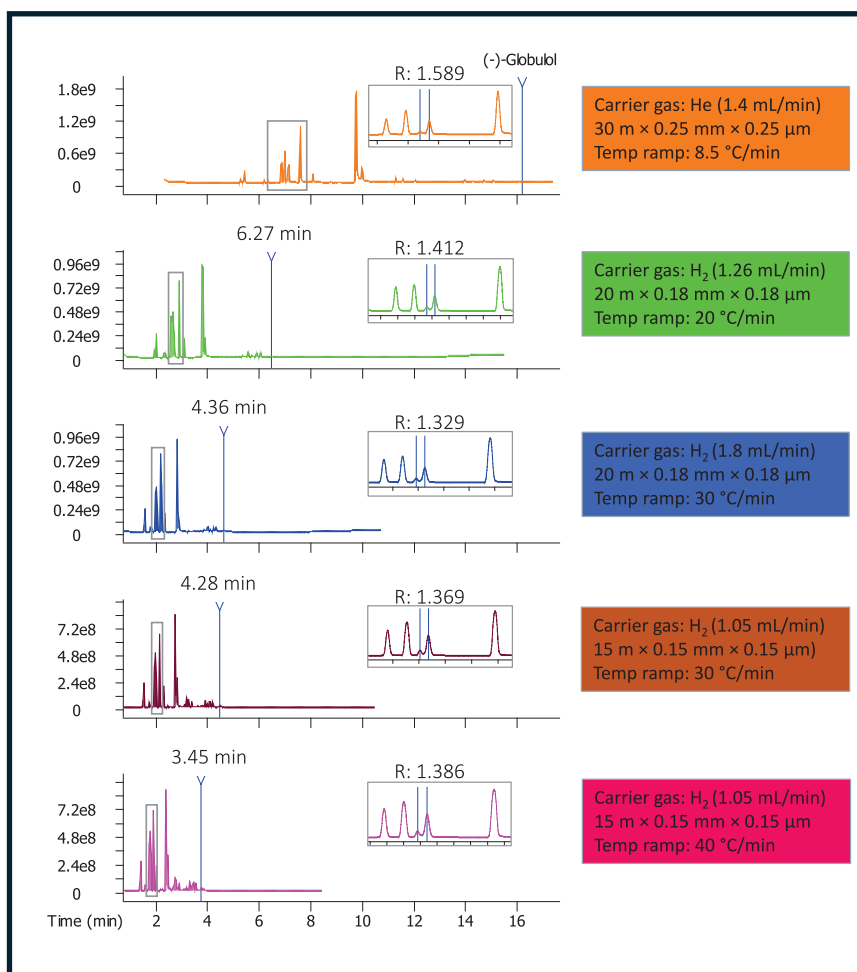 (-)-Globulol
R: 1.589
1.8e9
1.2e9
0.6e9
0
Carrier gas: He (1.4 mL/min)
30 m × 0.25 mm × 0.25 µm
Temp ramp: 8.5 °C/min
6.27 min
R: 1.412
0.96e9
0.72e9
0.48e9
0.24e9
0
Carrier gas: H₂ (1.26 mL/min)
20 m × 0.18 mm × 0.18 µm
Temp ramp: 20 °C/min
4.36 min
R: 1.329
0.96e9
0.72e9
0.48e9
0.24e9
0
Carrier gas: H₂ (1.8 mL/min)
20 m × 0.18 mm × 0.18 µm
Temp ramp: 30 °C/min
4.28 min
R: 1.369
7.2e8
4.8e8
2.4e8
0
Carrier gas: H₂ (1.05 mL/min)
15 m × 0.15 mm × 0.15 µm)
Temp ramp: 30 °C/min
3.45 min
R: 1.386
7.2e8
4.8e8
2.4e8
0
Carrier gas: H₂ (1.05 mL/min)
15 m × 0.15 mm × 0.15 µm
Temp ramp: 40 °C/min
Time (min) 2 4 6 8 10 12 14 16